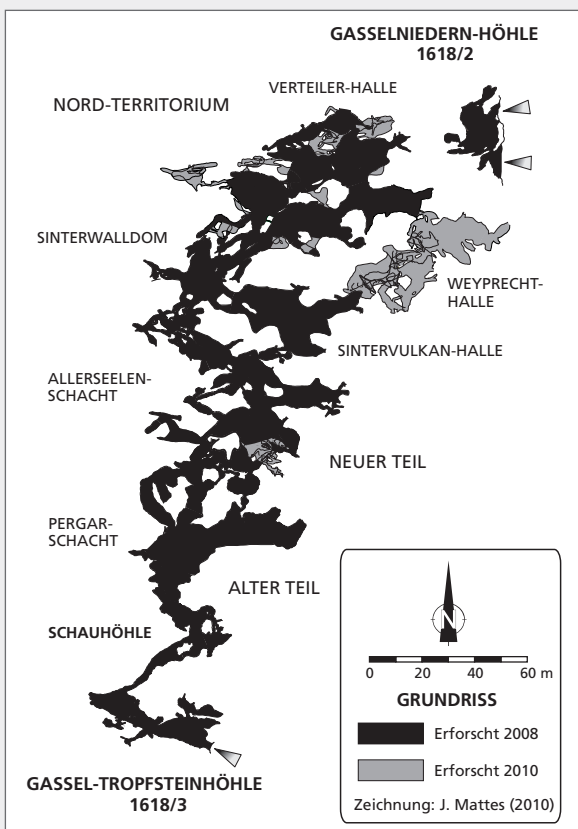 GASSELNIEDERN-HÖHLE
1618/2
VERTEILER-HALLE
NORD-TERRITORIUM
SINTERWALLDOM
WEYPRECHT-
HALLE
SINTERVULKAN-HALLE
ALLERSEELEN-
SCHACHT
NEUER TEIL
PERGAR-
SCHACHT
ALTER TEIL
SCHAUHÖHLE
GASSEL-TROPFSTEINHÖHLE
1618/3
N
0 20 40 60 m
GRUNDRISS
Erforscht 2008
Erforscht 2010
Zeichnung: J. Mattes (2010)